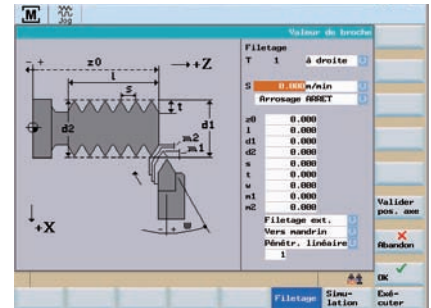 M
Jog
Valeur de broche
Filetage
T 1 à droite
S 0.000 m/min
Arrosage ARRET
z0 0.000
l 0.000
d1 0.000
d2 0.000
s 0.000
t 0.000
w 0.000
m1 0.000
m2 0.000
Filetage ext.
Vers mandrin
Pénétr. linéaire
1
- +
z0
+Z
l
s
t
d2
d1
m2
m1
+X
- +
Valider pos. axe
Abandon
OK
Filetage
Simu-
lation
Exé-
cuter